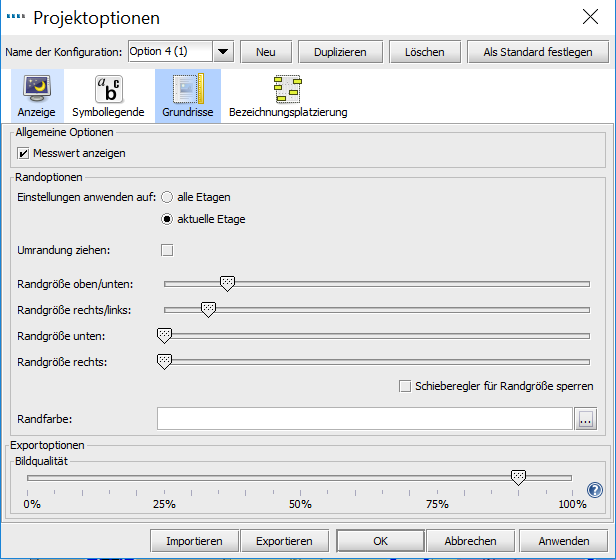 Projektoptionen
Name der Konfiguration: Option 4 (1) Neu Duplizieren Löschen Als Standard festlegen
a b c
Anzeige Symbollegende Grundrisse Bezeichnungsplatzierung
Allgemeine Optionen
Messwert anzeigen
Randoptionen
Einstellungen anwenden auf: alle Etagen
aktuelle Etage
Umrandung ziehen:
Randgröße oben/unten:
Randgröße rechts/links:
Randgröße unten:
Randgröße rechts:
Schieberegler für Randgröße sperren
Randfarbe: ...
Exportoptionen
Bildqualität
?
0% 25% 50% 75% 100%
Importieren Exportieren OK Abbrechen Anwenden